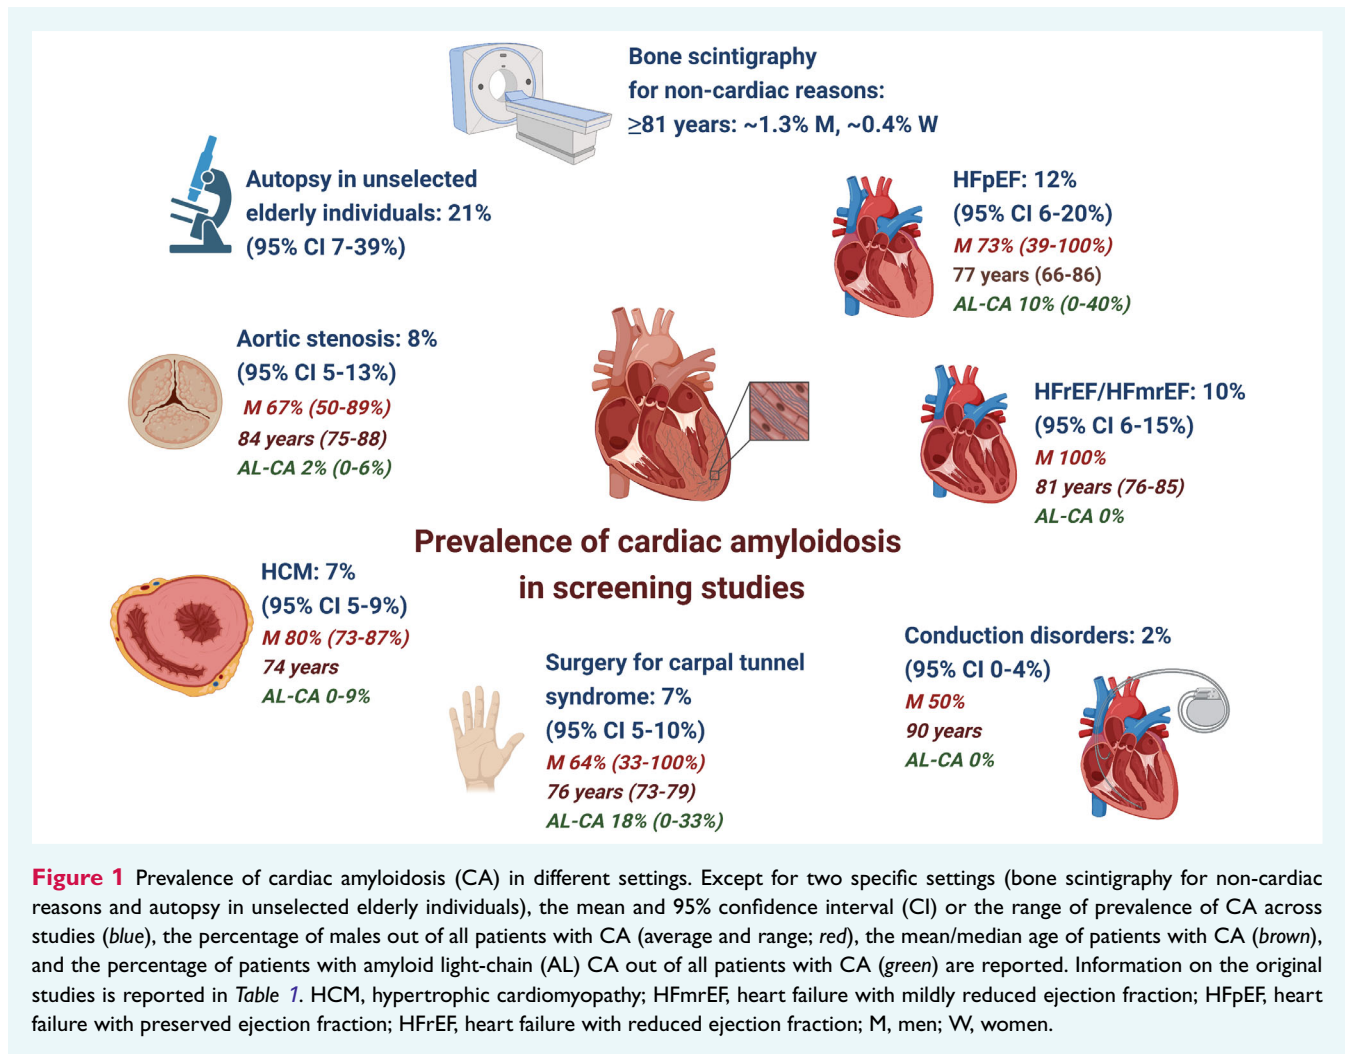 Bone scintigraphy
for non-cardiac reasons:
≥81 years: ~1.3% M, ~0.4% W
Autopsy in unselected
elderly individuals: 21%
(95% CI 7-39%)
HFpEF: 12%
(95% CI 6-20%)
M 73% (39-100%)
77 years (66-86)
AL-CA 10% (0-40%)
Aortic stenosis: 8%
(95% CI 5-13%)
M 67% (50-89%)
84 years (75-88)
AL-CA 2% (0-6%)
HFrEF/HFmrEF: 10%
(95% CI 6-15%)
M 100%
81 years (76-85)
AL-CA 0%
Prevalence of cardiac amyloidosis
in screening studies
HCM: 7%
(95% CI 5-9%)
M 80% (73-87%)
74 years
AL-CA 0-9%
Surgery for carpal tunnel
syndrome: 7%
(95% CI 5-10%)
M 64% (33-100%)
76 years (73-79)
AL-CA 18% (0-33%)
Conduction disorders: 2%
(95% CI 0-4%)
M 50%
90 years
AL-CA 0%
Figure 1 Prevalence of cardiac amyloidosis (CA) in different settings. Except for two specific settings (bone scintigraphy for non-cardiac
reasons and autopsy in unselected elderly individuals), the mean and 95% confidence interval (CI) or the range of prevalence of CA across
studies (blue), the percentage of males out of all patients with CA (average and range; red), the mean/median age of patients with CA (brown),
and the percentage of patients with amyloid light-chain (AL) CA out of all patients with CA (green) are reported. Information on the original
studies is reported in Table 1. HCM, hypertrophic cardiomyopathy; HFmrEF, heart failure with mildly reduced ejection fraction; HFpEF, heart
failure with preserved ejection fraction; HFrEF, heart failure with reduced ejection fraction; M, men; W, women.